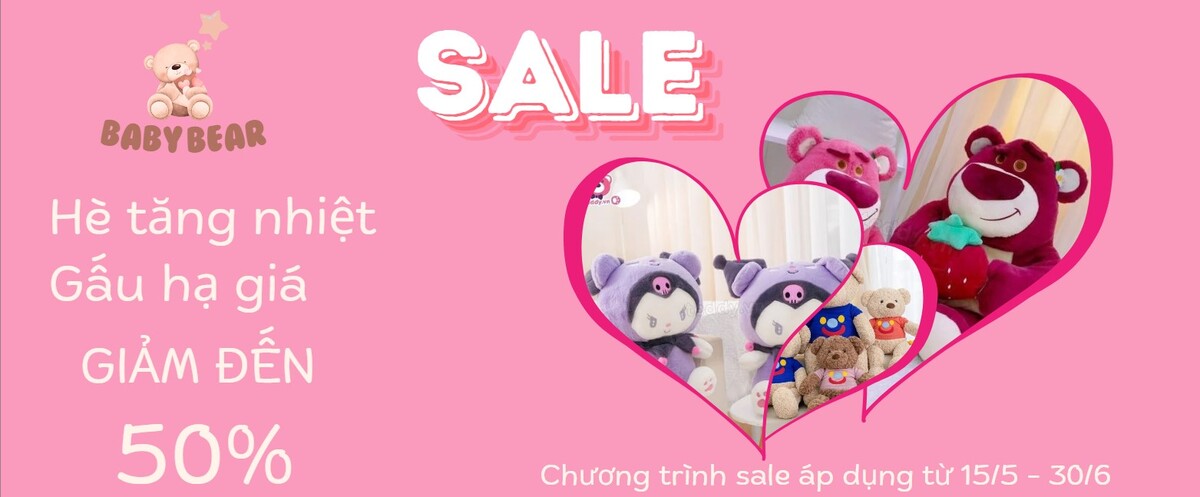 SALE
BABY BEAR
Hè tăng nhiệt
Gấu hạ giá
GIẢM ĐẾN
50%
Chương trình sale áp dụng từ 15/5 - 30/6